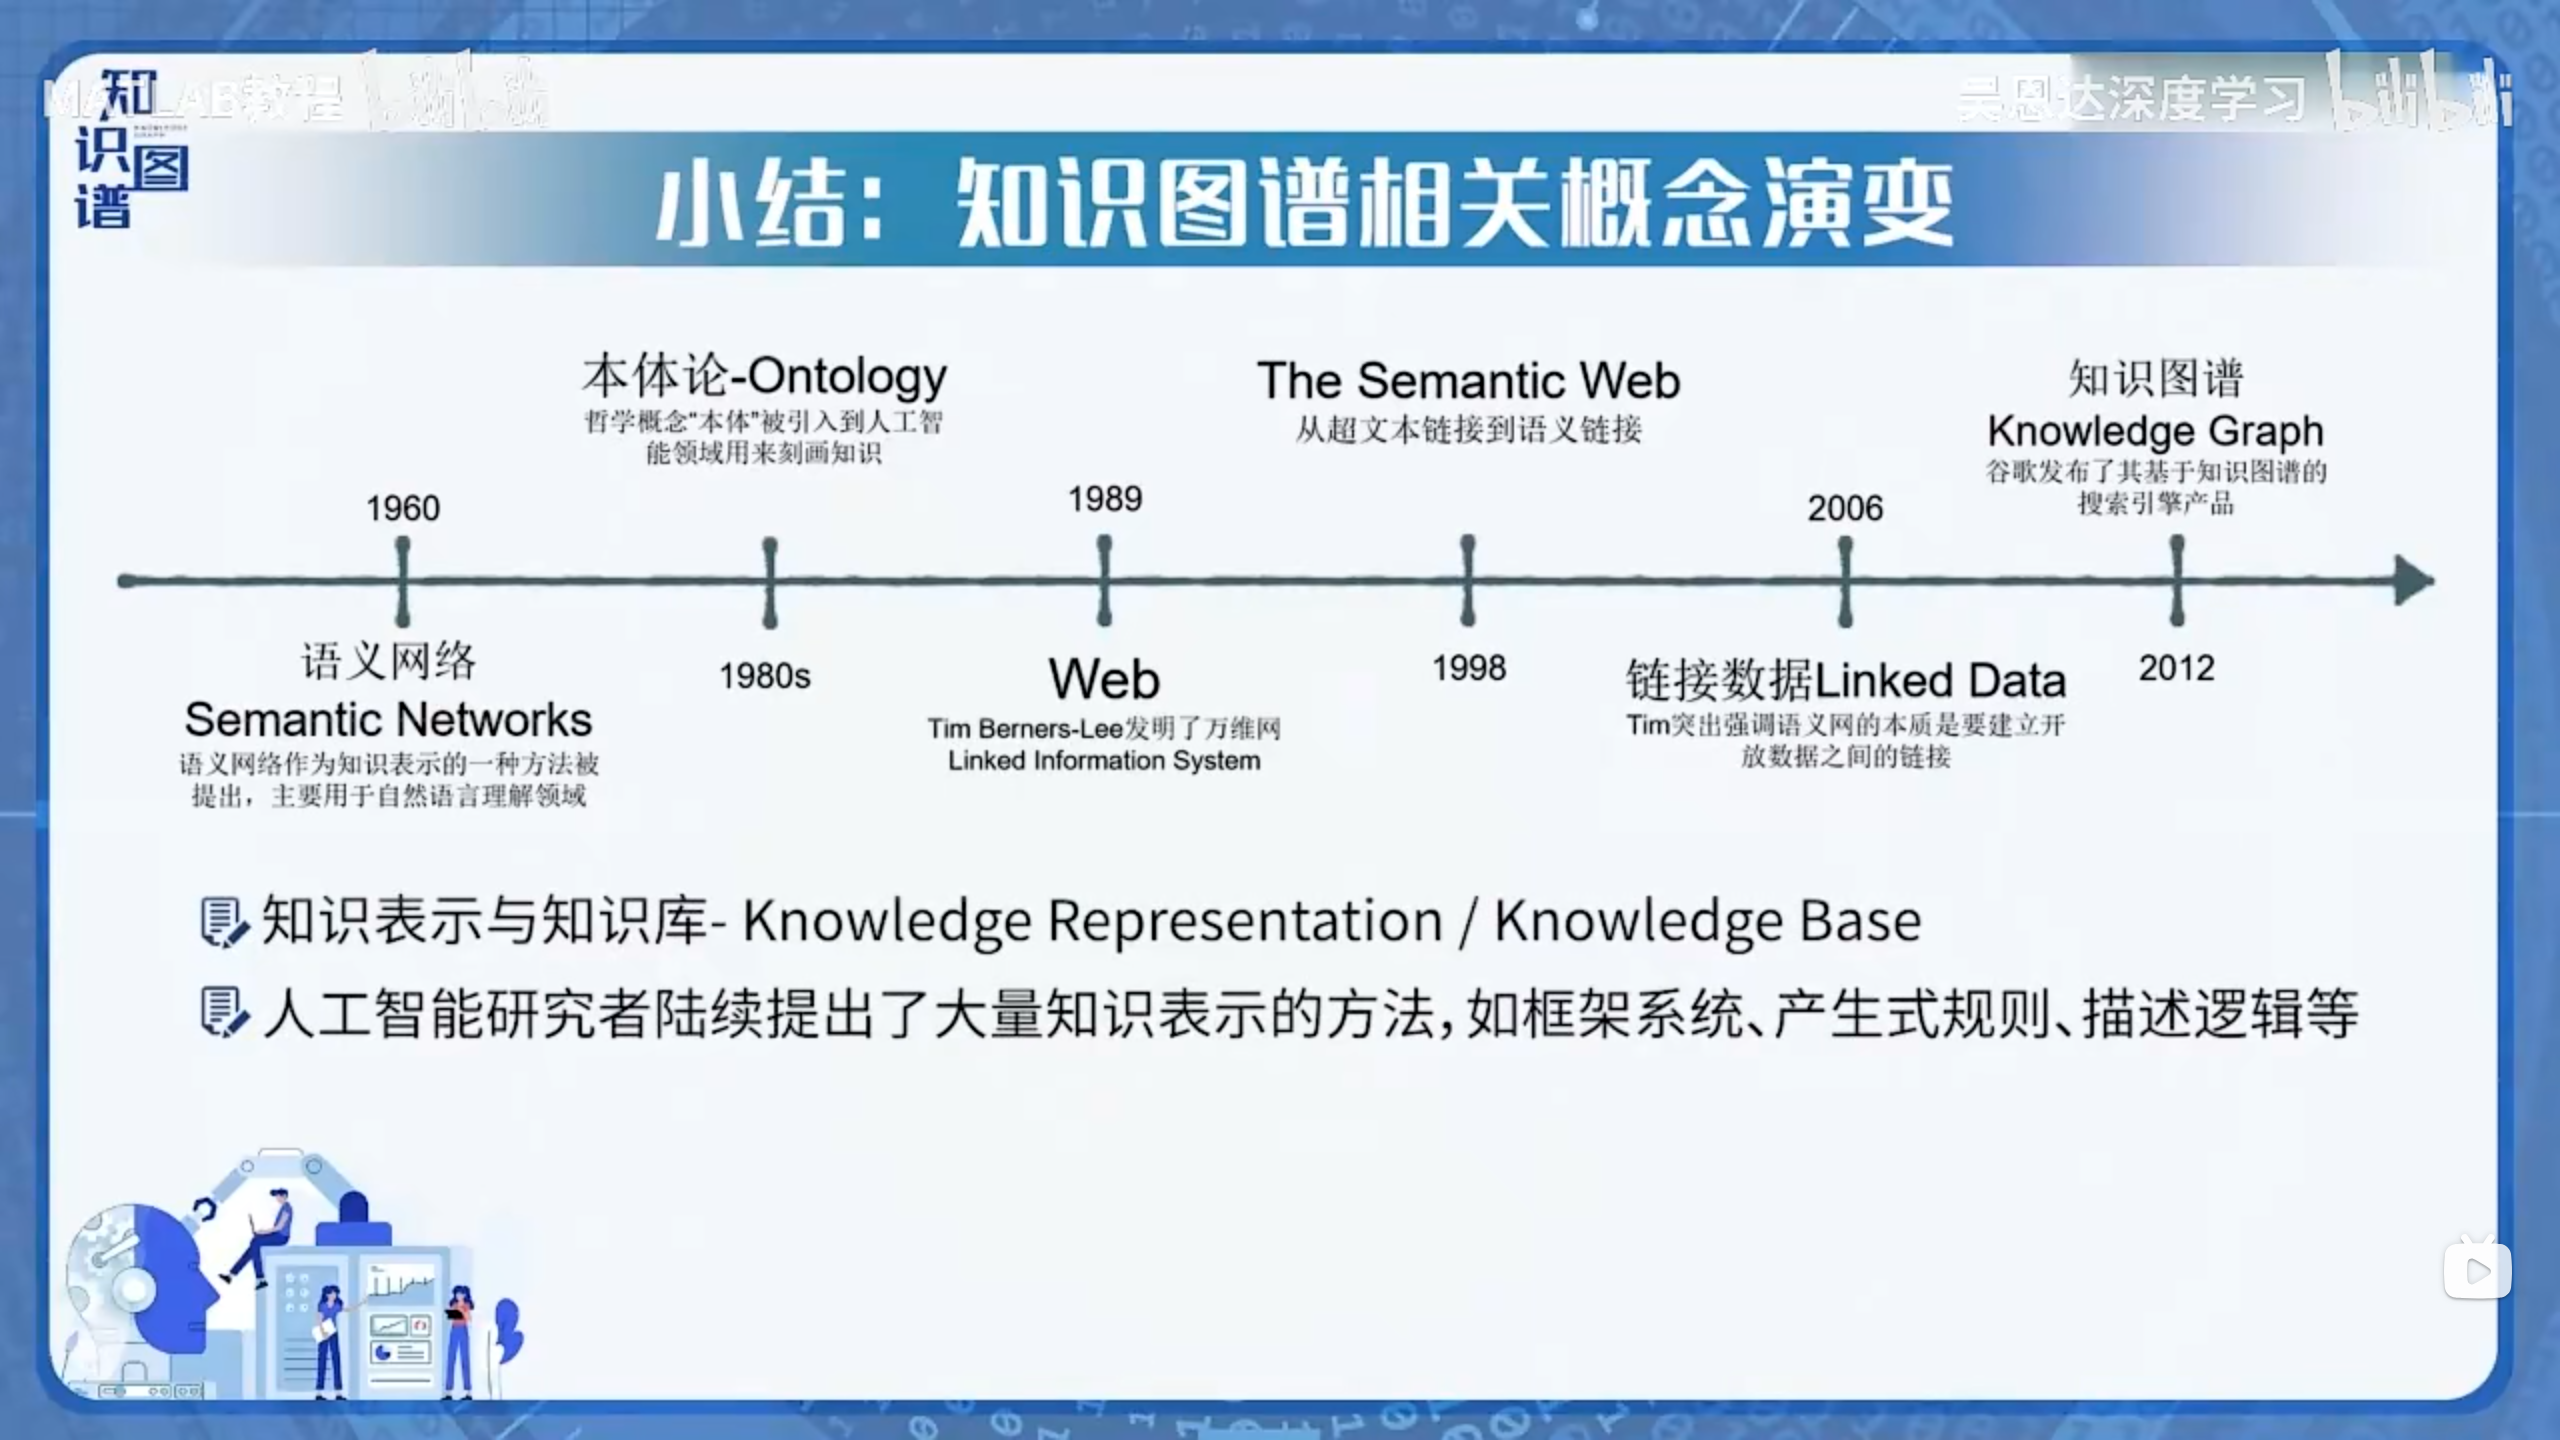 知识图谱
MATLAB教程 bilibili
吴恩达深度学习 bilibili
小结：知识图谱相关概念演变
1960
语义网络
Semantic Networks
语义网络作为知识表示的一种方法被
提出，主要用于自然语言理解领域
本体论-Ontology
哲学概念“本体”被引入到人工智
能领域用来刻画知识
1980s
1989
Web
Tim Berners-Lee发明了万维网
Linked Information System
The Semantic Web
从超文本链接到语义链接
1998
2006
链接数据Linked Data
Tim突出强调语义网的本质是要建立开
放数据之间的链接
知识图谱
Knowledge Graph
谷歌发布了其基于知识图谱的
搜索引擎产品
2012
知识表示与知识库- Knowledge Representation / Knowledge Base
人工智能研究者陆续提出了大量知识表示的方法，如框架系统、产生式规则、描述逻辑等